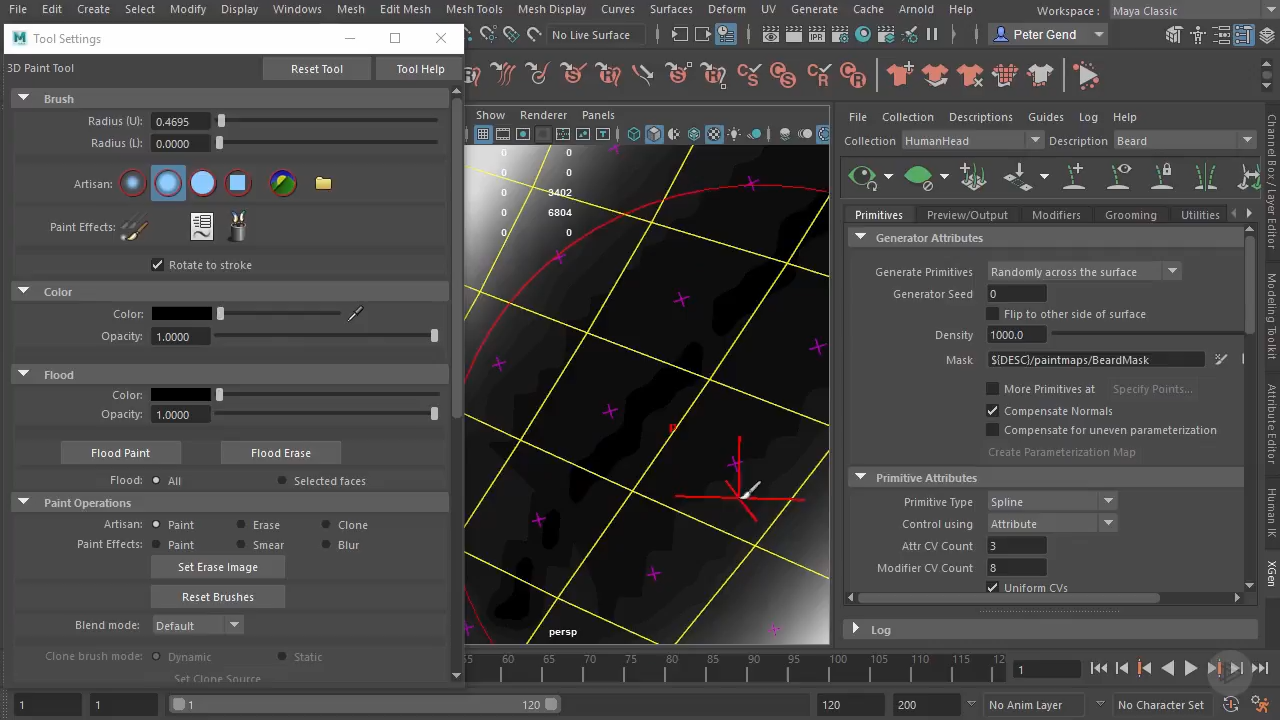 File Edit Create Select Modify Display Windows Mesh Edit Mesh Mesh Tools Mesh Display Curves Surfaces Deform UV Generate Cache Arnold Help Workspace : Maya Classic
Tool Settings
No Live Surface
Peter Gend
3D Paint Tool Reset Tool Tool Help
Brush
Radius (U): 0.4695
Radius (L): 0.0000
Artisan:
Paint Effects:
Rotate to stroke
Color
Color:
Opacity: 1.0000
Flood
Color:
Opacity: 1.0000
Flood Paint Flood Erase
Flood: All Selected faces
Paint Operations
Artisan: Paint Erase Clone
Paint Effects: Paint Smear Blur
Set Erase Image
Reset Brushes
Blend mode: Default
Clone brush mode: Dynamic Static
Set Clone Source
Show Renderer Panels
0 0
0 0
3402 0
6804 0
0 0
persp
File Collection Descriptions Guides Log Help
Collection HumanHead Description Beard
Primitives Preview/Output Modifiers Grooming Utilities
Generator Attributes
Generate Primitives Randomly across the surface
Generator Seed 0
Flip to other side of surface
Density 1000.0
Mask ${DESC}/paintmaps/BeardMask
More Primitives at Specify Points...
Compensate Normals
Compensate for uneven parameterization
Create Parameterization Map
Primitive Attributes
Primitive Type Spline
Control using Attribute
Attr CV Count 3
Modifier CV Count 8
Uniform CVs
Log
Channel Box / Layer Editor
Modeling Toolkit
Attribute Editor
Human IK
XGen
60 65 70 75 80 85 90 95 100 105 110 115 12
1
1 1 1 120 120 200 No Anim Layer No Character Set